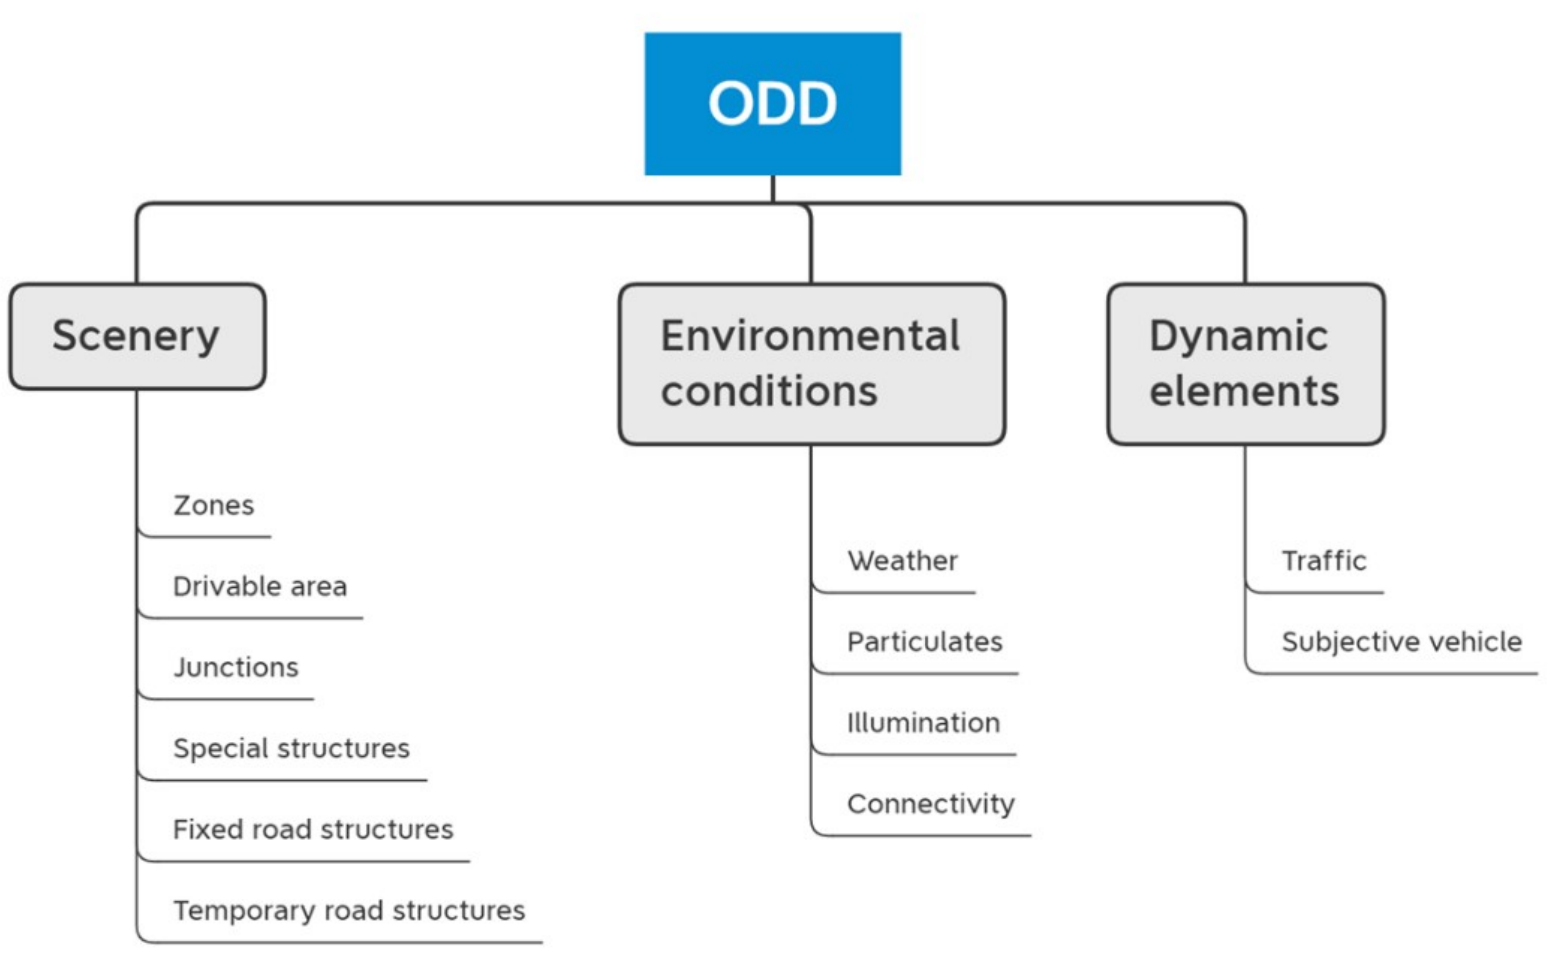 ODD
Scenery
Zones
Drivable area
Junctions
Special structures
Fixed road structures
Temporary road structures
Environmental
conditions
Weather
Particulates
Illumination
Connectivity
Dynamic
elements
Traffic
Subjective vehicle